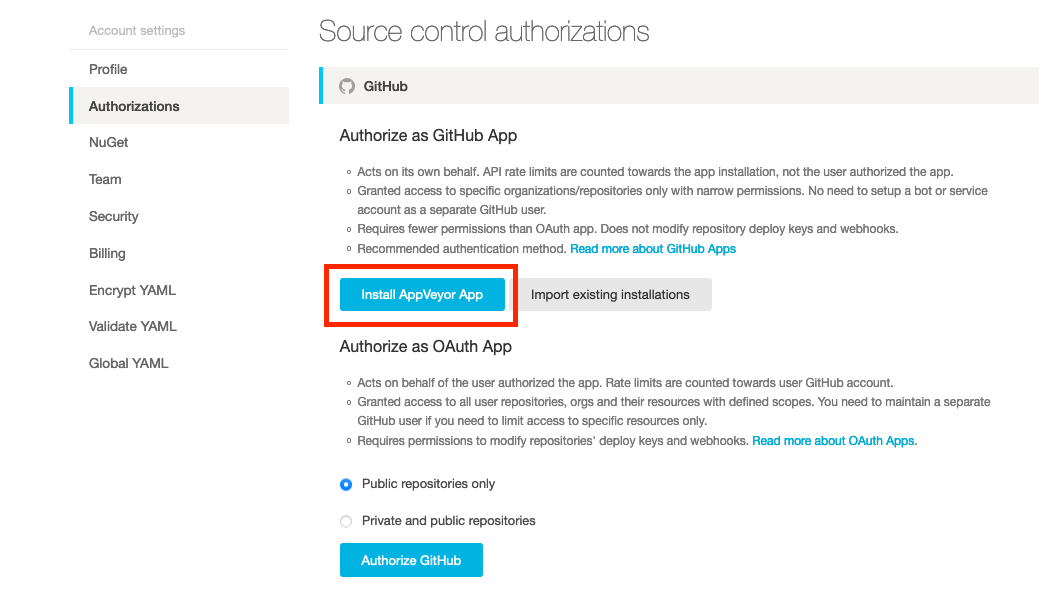 Account settings
Profile
Authorizations
NuGet
Team
Security
Billing
Encrypt YAML
Validate YAML
Global YAML
Source control authorizations
GitHub
Authorize as GitHub App
Acts on its own behalf. API rate limits are counted towards the app installation, not the user authorized the app.
Granted access to specific organizations/repositories only with narrow permissions. No need to setup a bot or service
account as a separate GitHub user.
Requires fewer permissions than OAuth app. Does not modify repository deploy keys and webhooks.
Recommended authentication method. Read more about GitHub Apps
Install AppVeyor App
Import existing installations
Authorize as OAuth App
Acts on behalf of the user authorized the app. Rate limits are counted towards user GitHub account.
Granted access to all user repositories, orgs and their resources with defined scopes. You need to maintain a separate
GitHub user if you need to limit access to specific resources only.
Requires permissions to modify repositories' deploy keys and webhooks. Read more about OAuth Apps.
Public repositories only
Private and public repositories
Authorize GitHub